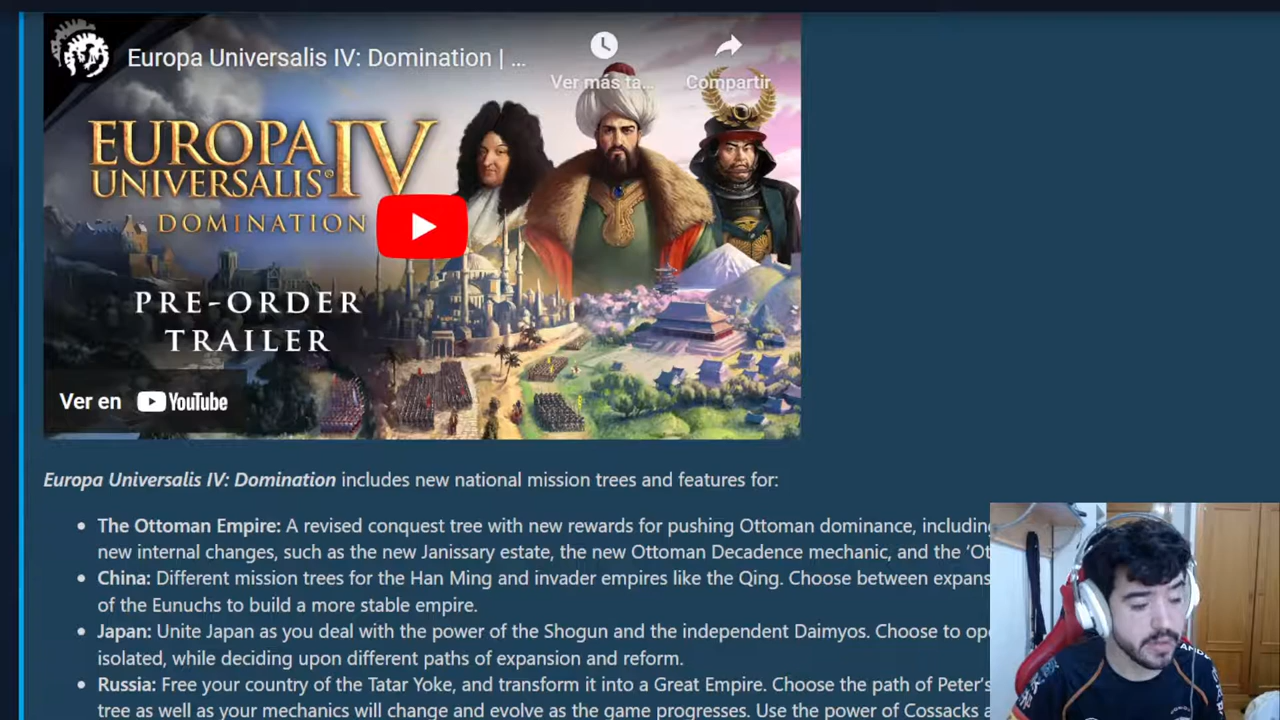 Europa Universalis IV: Domination | ...
Ver más ta...
Compartir
EUROPA
UNIVERSALIS IV
DOMINATION
PRE-ORDER
TRAILER
Ver en YouTube
Europa Universalis IV: Domination includes new national mission trees and features for:
• The Ottoman Empire: A revised conquest tree with new rewards for pushing Ottoman dominance, includin
new internal changes, such as the new Janissary estate, the new Ottoman Decadence mechanic, and the ‘Ot
• China: Different mission trees for the Han Ming and invader empires like the Qing. Choose between expans
of the Eunuchs to build a more stable empire.
• Japan: Unite Japan as you deal with the power of the Shogun and the independent Daimyos. Choose to op
isolated, while deciding upon different paths of expansion and reform.
• Russia: Free your country of the Tatar Yoke, and transform it into a Great Empire. Choose the path of Peter's
tree as well as your mechanics will change and evolve as the game progresses. Use the power of Cossacks a